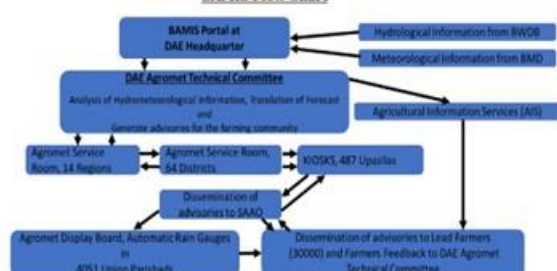 BAMIS Portal at
DAE Headquarter
Hydrological Information from BWDB
Meteorological Information from BMD
DAE Agromet Technical Committee
Analysis of Hydrometeorological Information, Translation of Forecast
and
Generate advisories for the farming community
Agricultural Information Services (AIS)
Agromet Service
Room, 14 Regions
Agromet Service Room,
64 Districts
KIOSKS, 487 Upazilas
Dissemination of
advisories to SAAO
Agromet Display Board, Automatic Rain Gauges
in
4051 Union Parishads
Dissemination of advisories to Lead Farmers
(30000) and Farmers Feedback to DAE Agromet
Technical Committee